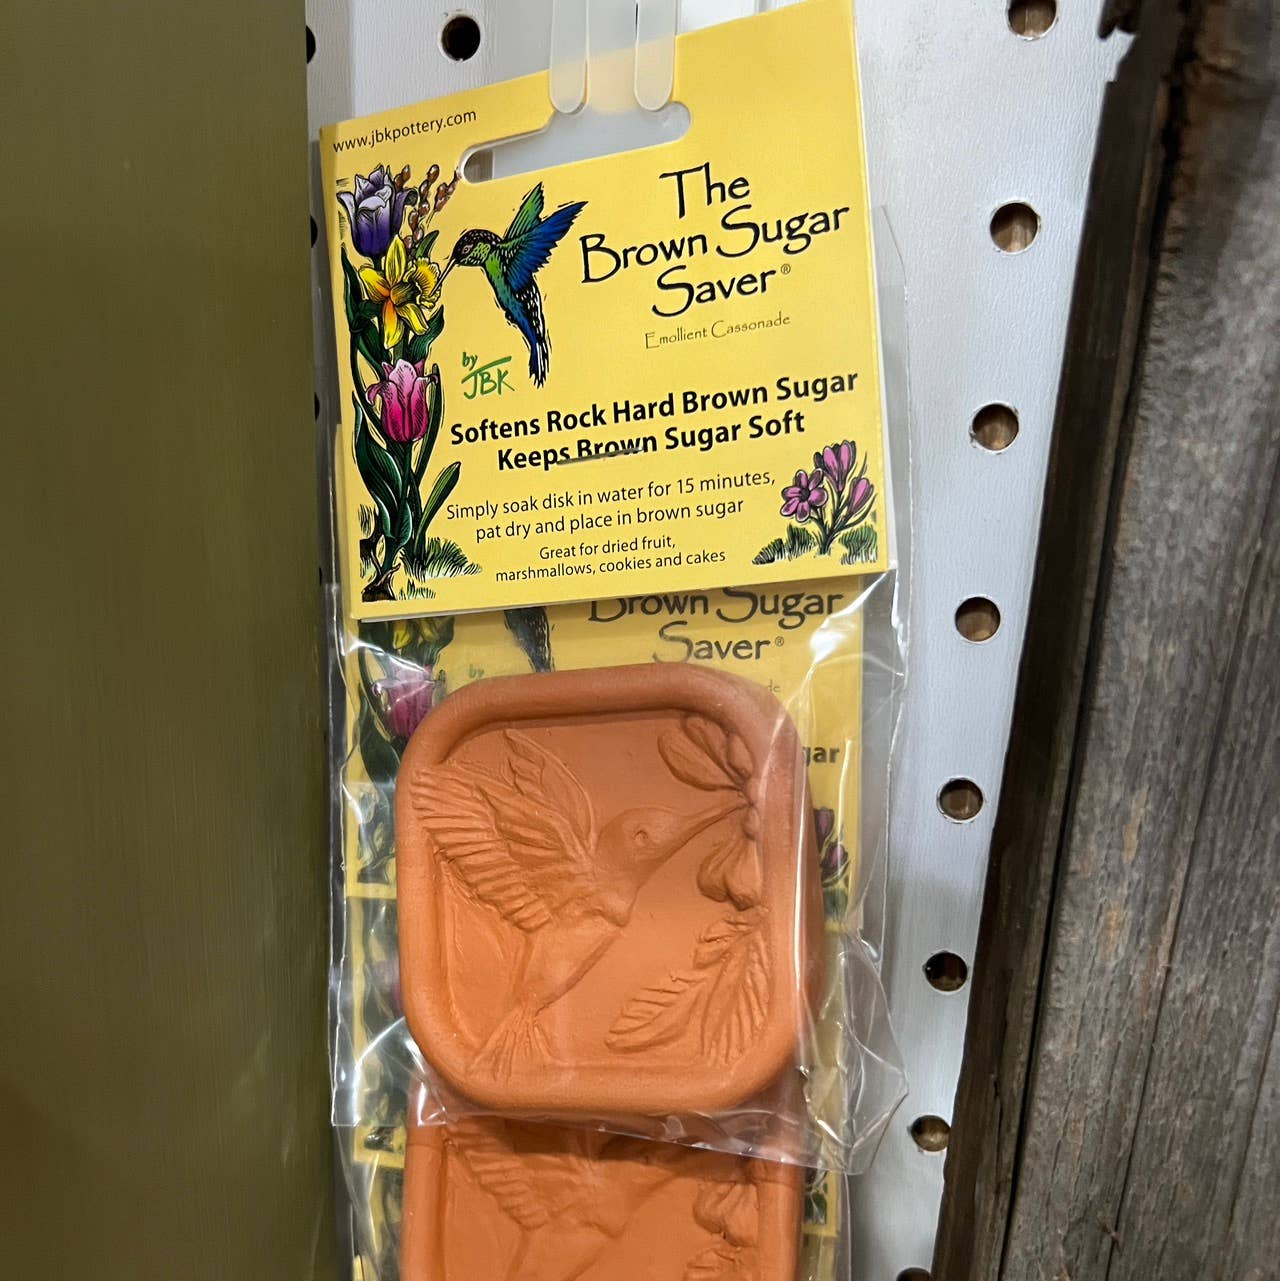 www.jbkpottery.com
The
Brown Sugar
Saver®
Emollient Cassonade
by
JBK
Softens Rock Hard Brown Sugar
Keeps Brown Sugar Soft
Simply soak disk in water for 15 minutes,
pat dry and place in brown sugar
Great for dried fruit,
marshmallows, cookies and cakes
Brown Sugar
Saver®
by